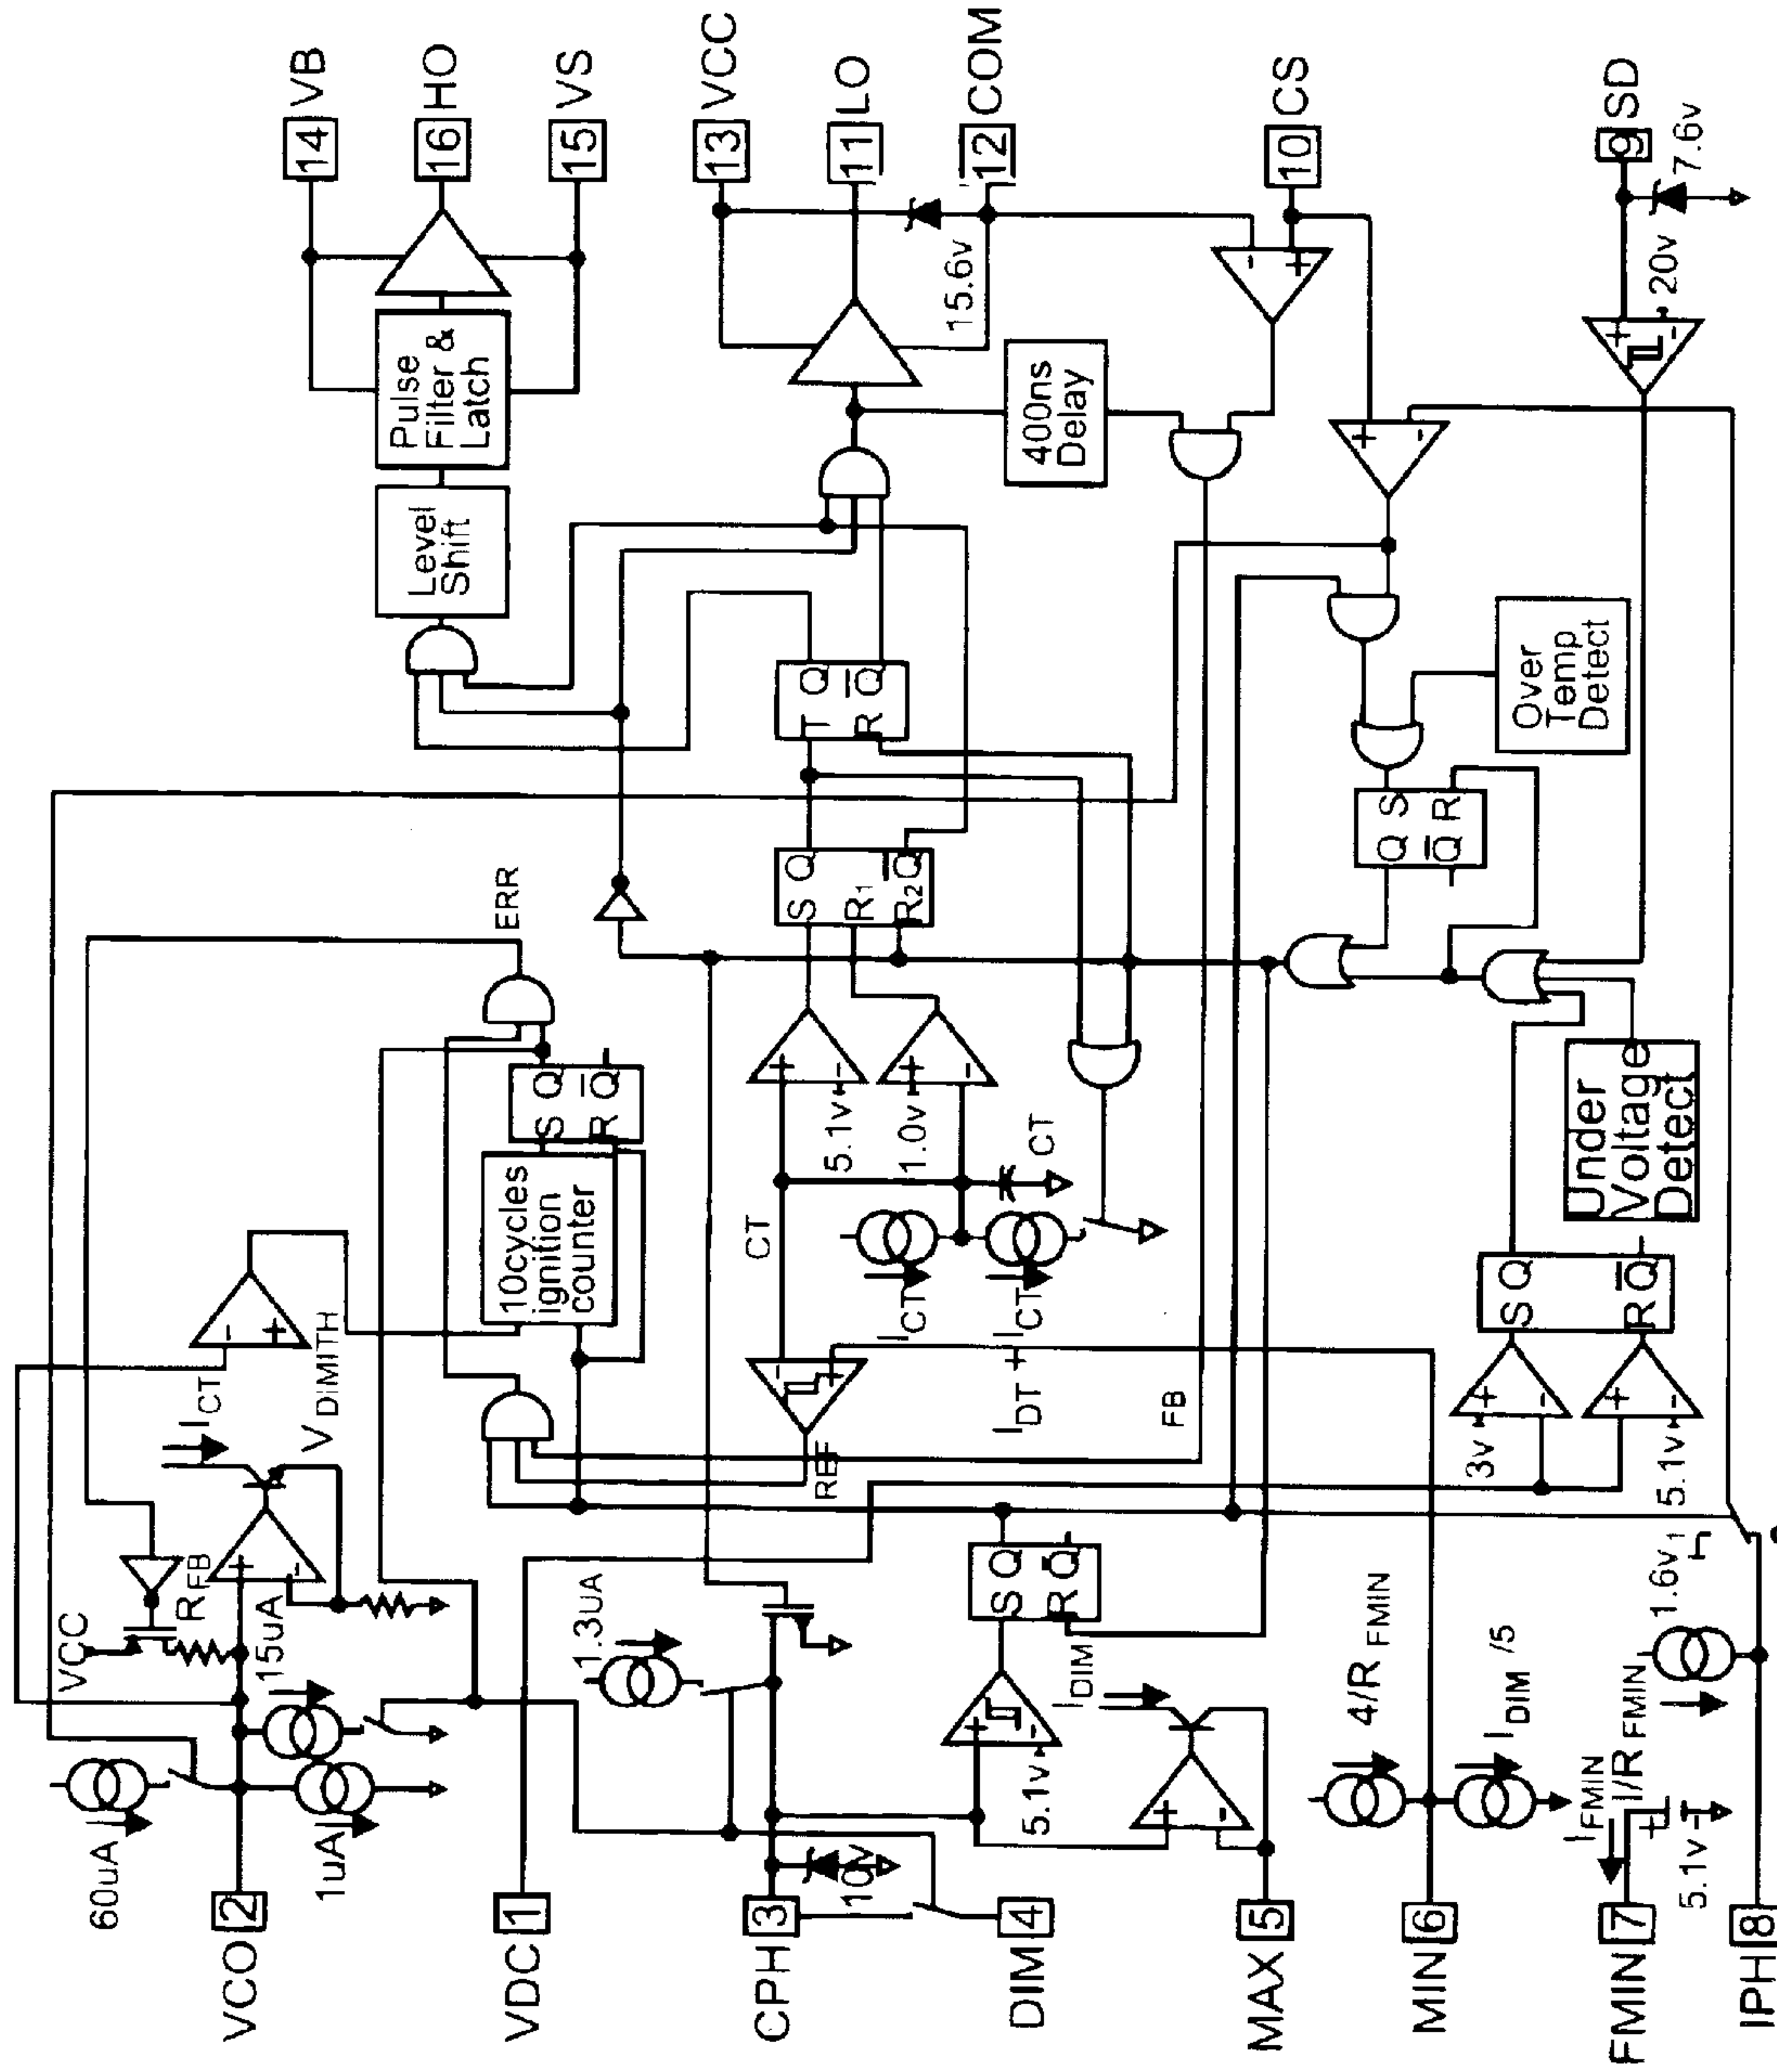 14 VB
16 HO
15 VS
13 VCC
11 LO
12 COM
10 CS
9 SD
7.6v
20v
15.6v
Pulse
Filter &
Latch
Level
Shift
400ns
Delay
+
-
-
+
+
-
T Q
R Q
Over
Temp
Detect
S Q
R1
R2 Q
Q S
Q R
ERR
S Q
R Q
10cycles
ignition
counter
+
-
5.1v
+
-
1.0v
CT
CT
ICT
IDT + ICT
Under
Voltage
Detect
-
+
VDIMITH
ICT
-
+
REF
FB
S Q
R Q
3v
+
-
+
-
5.1v
VCC
RFB
15uA
+
-
60uA
1uA
1.3uA
10V
S Q
R Q
+
-
5.1v
IDIM
+
-
4/RFMIN
IDIM/5
IFMIN
I/RFMIN
+
5.1v
1.6v1
VCO 2
VDC 1
CPH 3
DIM 4
MAX 5
MIN 6
FMIN 7
IPH 8